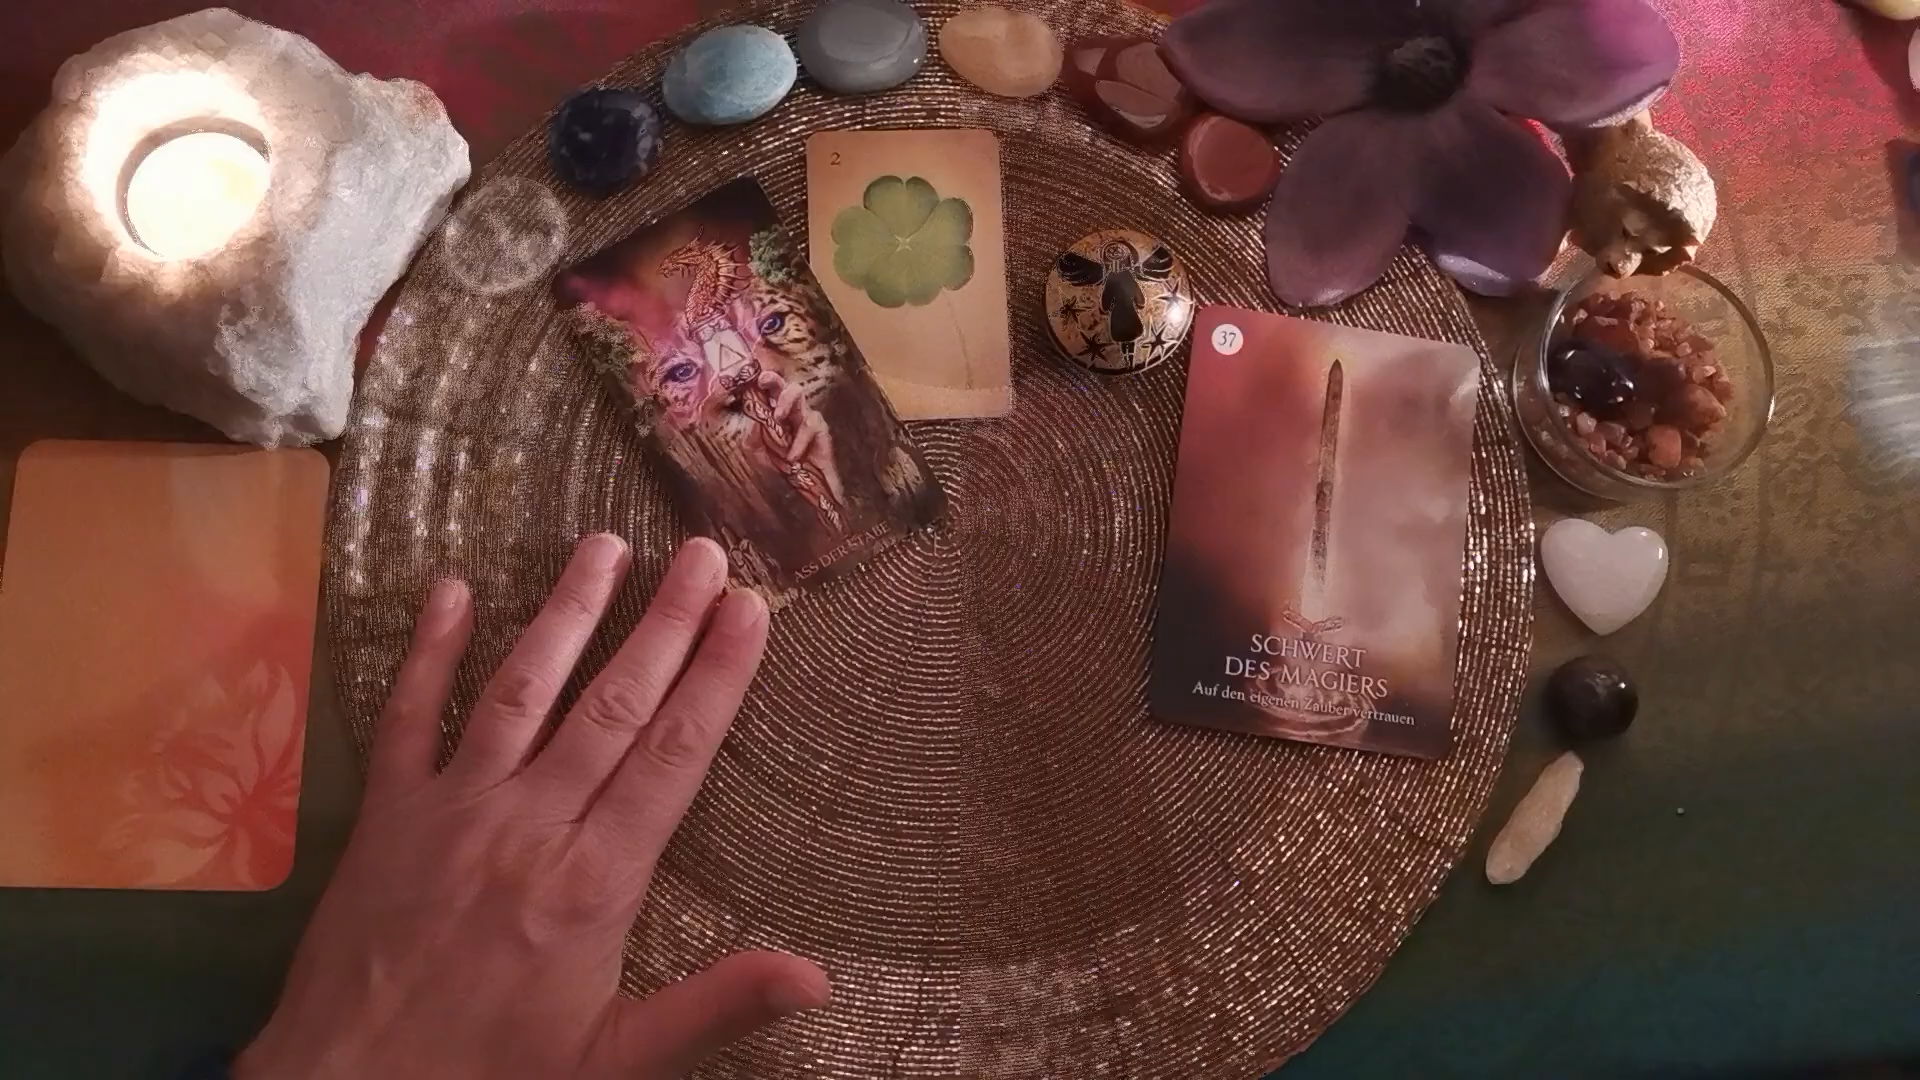 2
ASS DER STÄBE
37
SCHWERT
DES MAGIERS
Auf den eigenen Zauber vertrauen